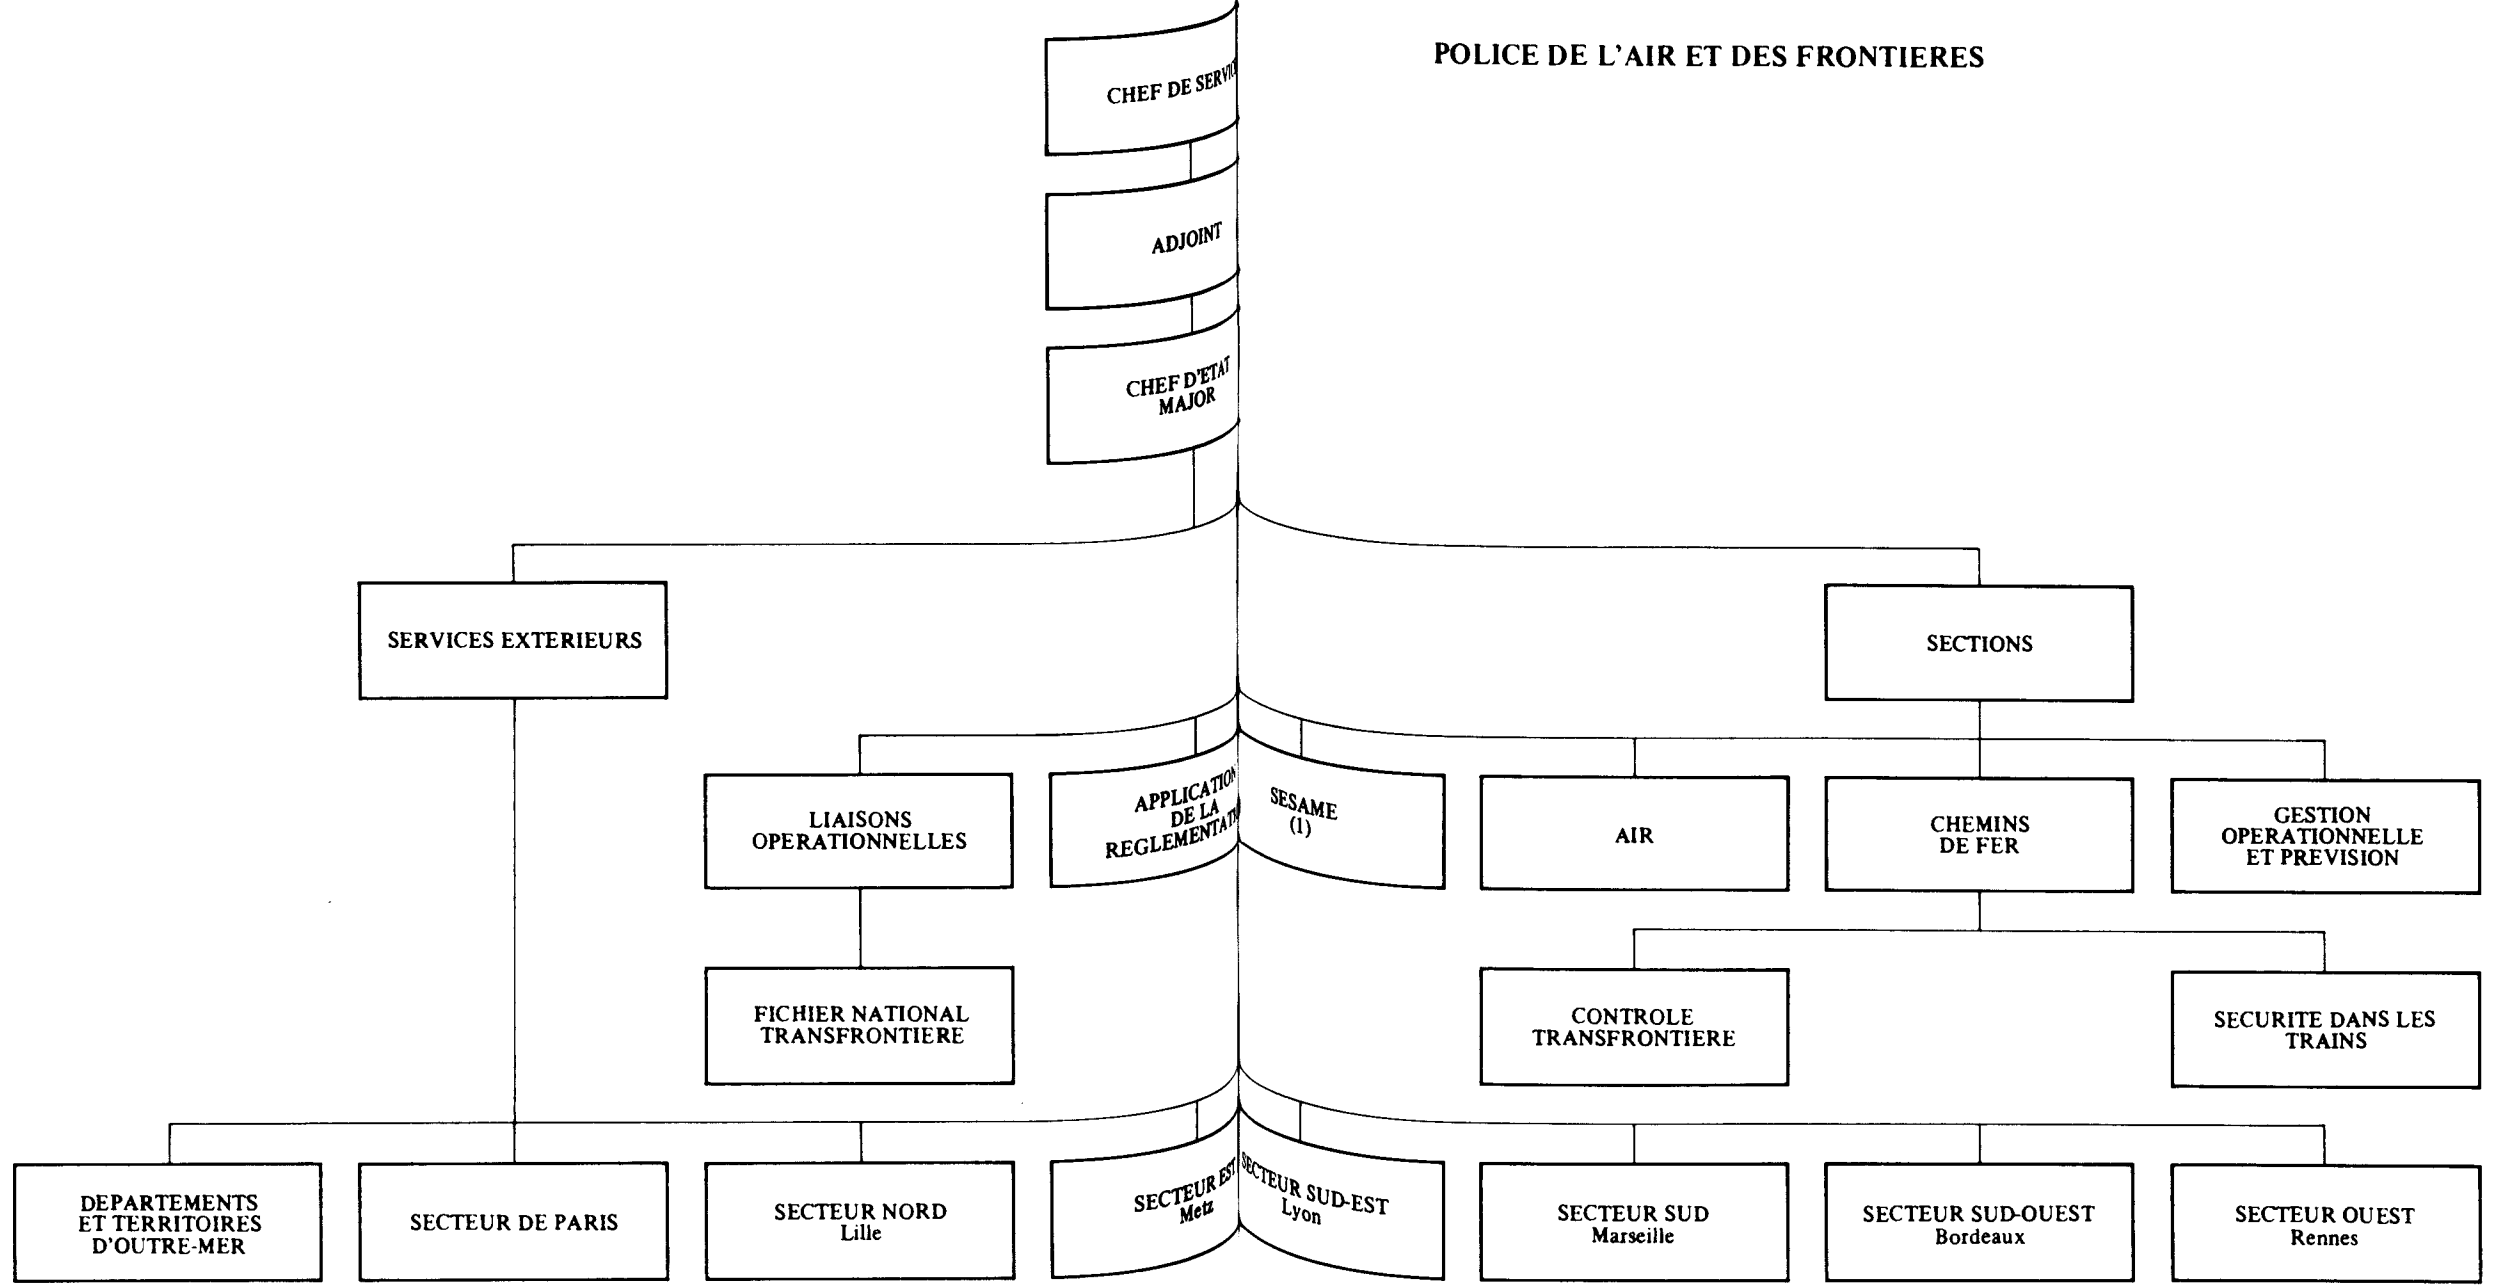 POLICE DE L'AIR ET DES FRONTIERES
CHEF DE
ADJOINT
CHEF D'ETAT
MAJOR
SERVICES EXTERIEURS
SECTIONS
LIAISONS
OPERATIONNELLES
APPLICATION
DE LA
SESAME
(1)
AIR
CHEMINS
DE FER
GESTION
OPERATIONNELLE
ET PREVISION
FICHIER NATIONAL
TRANSFRONTIERE
CONTROLE
TRANSFRONTIERE
SECURITE DANS LES
TRAINS
DEPARTEMENTS
ET TERRITOIRES
D'OUTRE-MER
SECTEUR DE PARIS
SECTEUR NORD
Lille
SECTEUR EST
Metz
SECTEUR SUD-EST
Lyon
SECTEUR SUD
Marseille
SECTEUR SUD-OUEST
Bordeaux
SECTEUR OUEST
Rennes